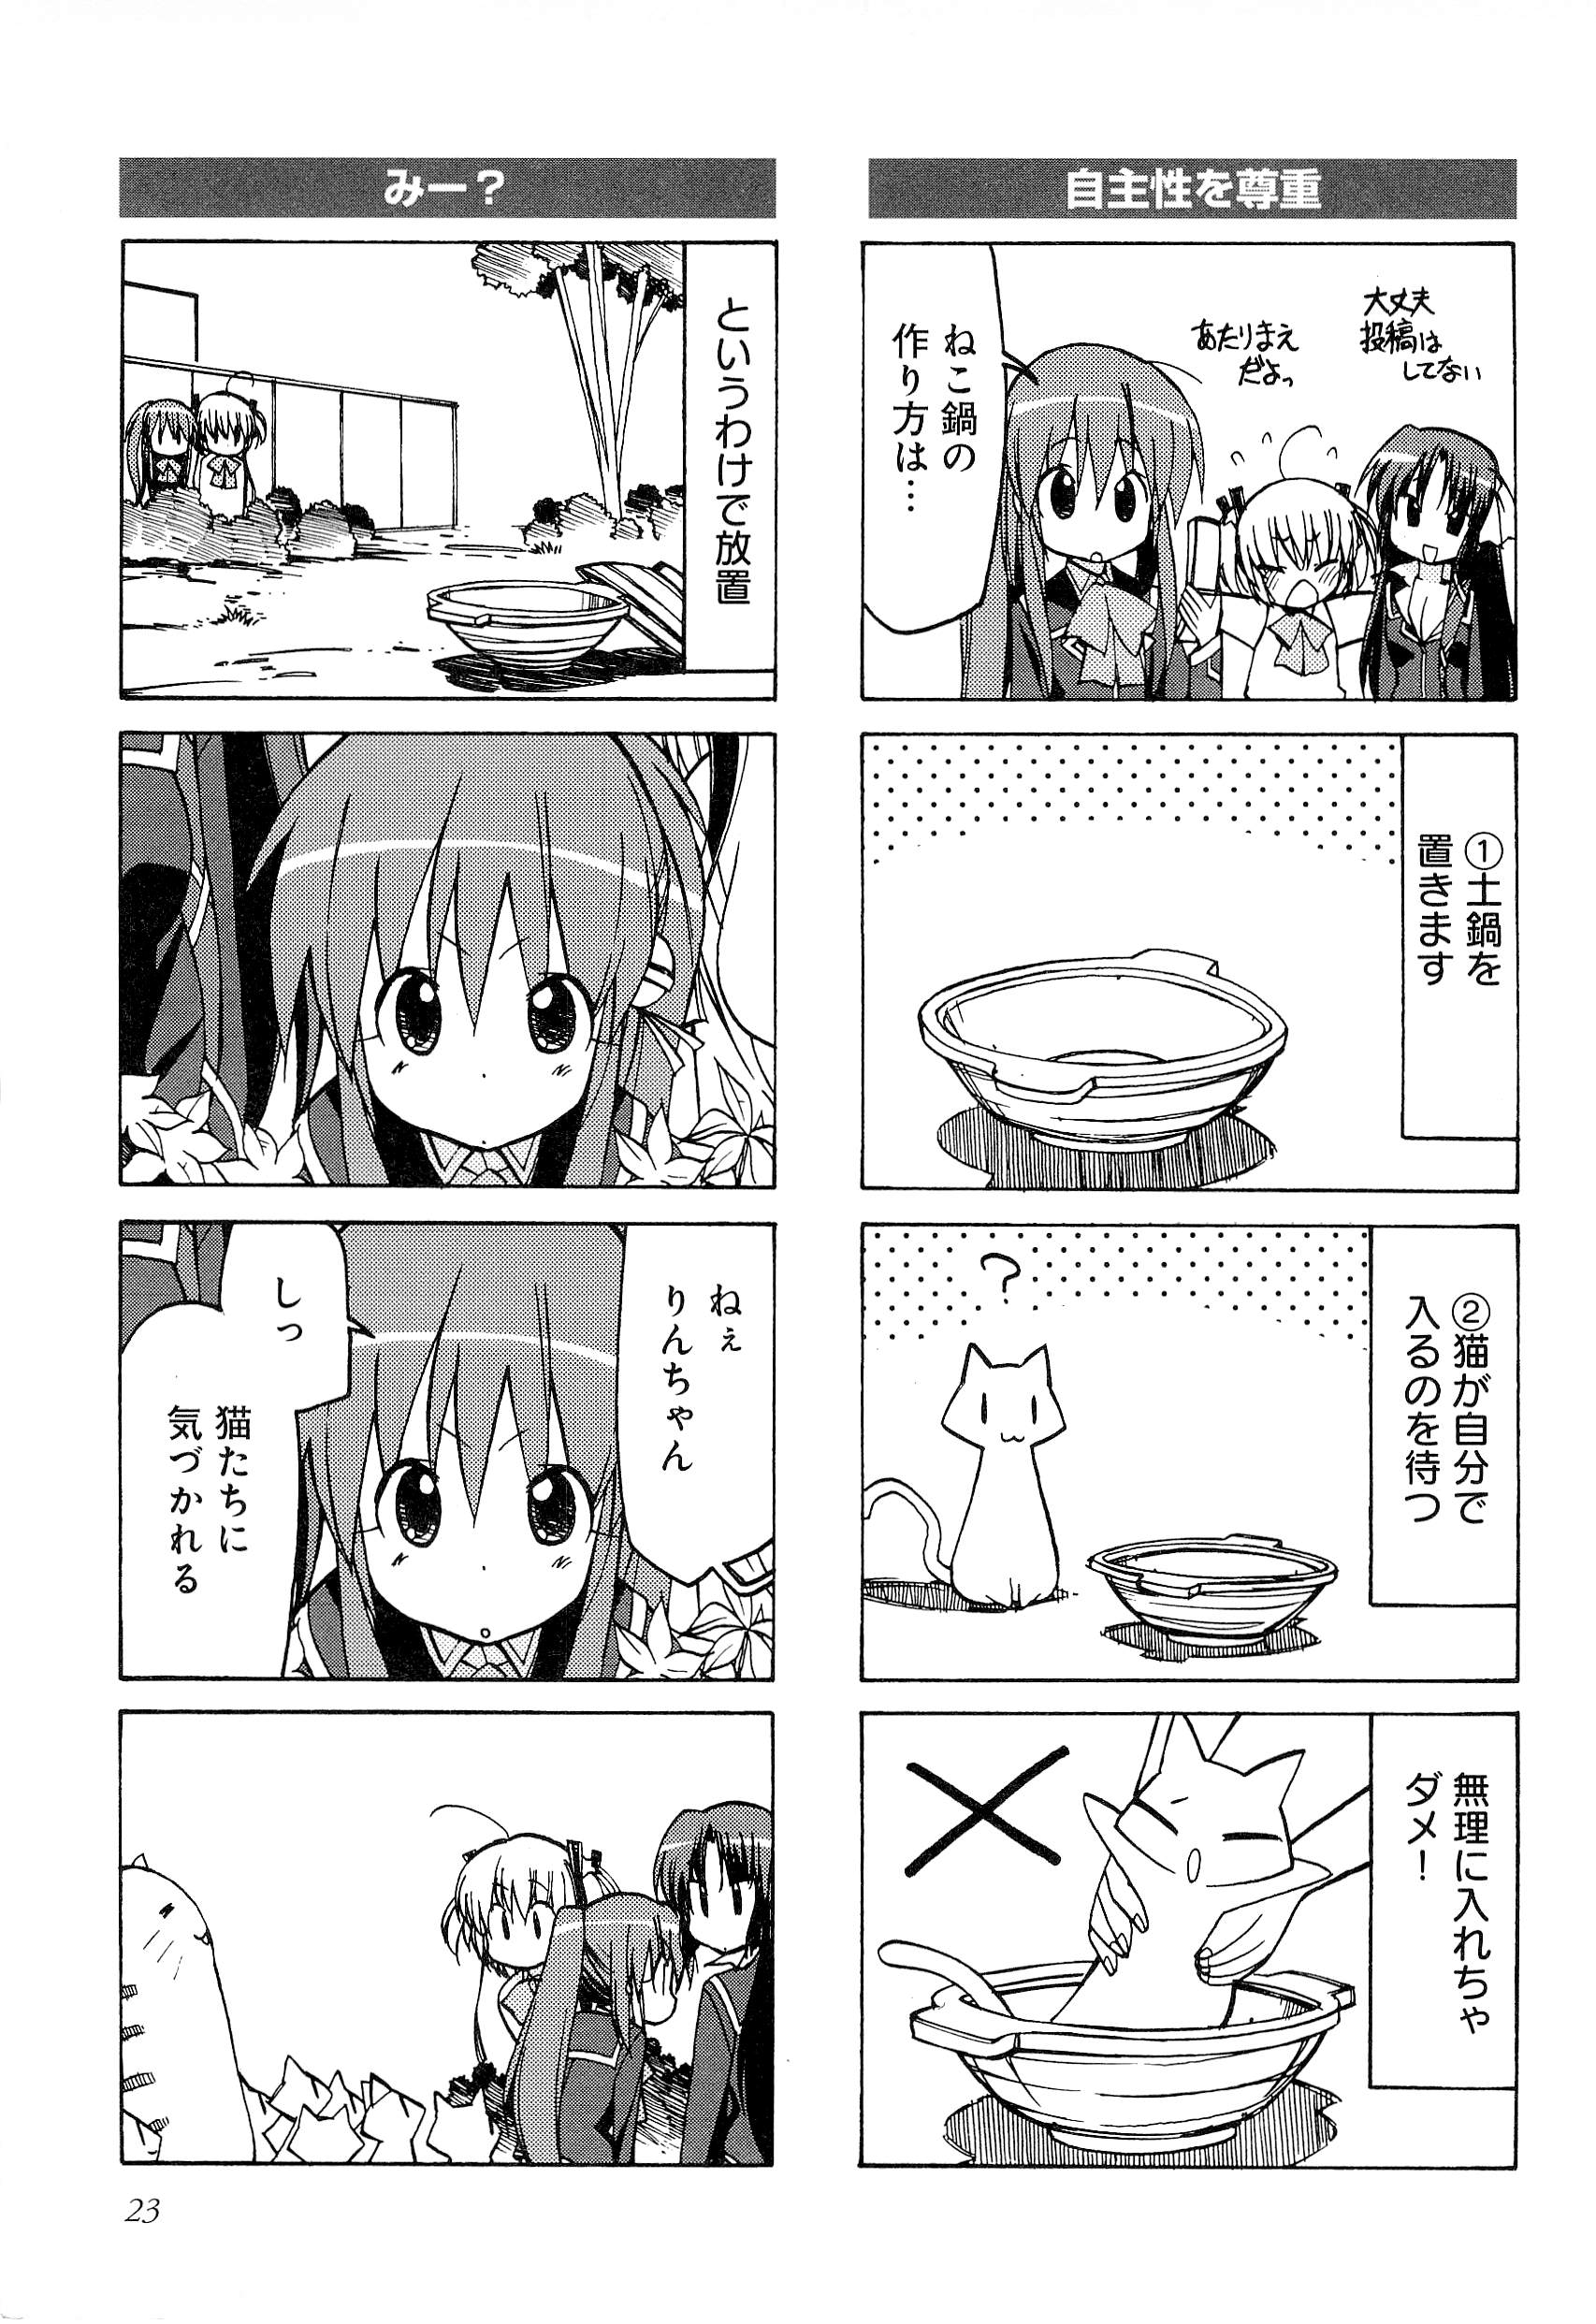 自主性を尊重
大丈夫
投稿は
してない
あたりまえ
だよっ
ねこ鍋の
作り方は…
①土鍋を
置きます
?
②猫が自分で
入るのを待つ
無理に入れちゃ
ダメ!
みー?
というわけで放置
ねぇ
りんちゃん
しっ
猫たちに
気づかれる
23